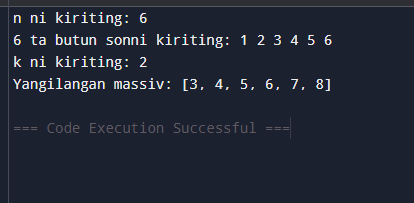 n ni kiriting: 6
6 ta butun sonni kiriting: 1 2 3 4 5 6
k ni kiriting: 2
Yangilangan massiv: [3, 4, 5, 6, 7, 8]
=== Code Execution Successful ===